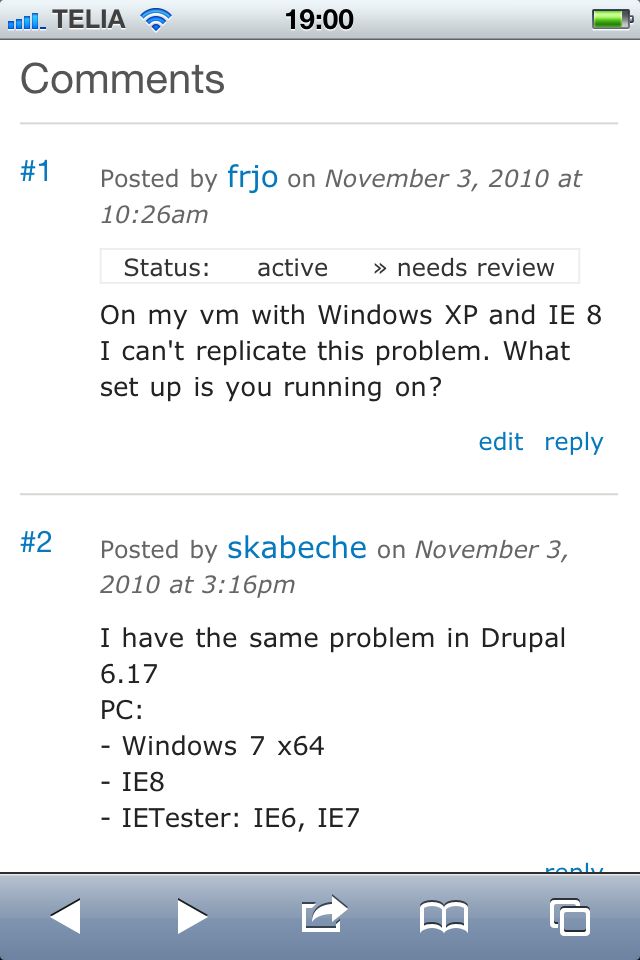 TELIA 19:00
Comments
#1 Posted by frjo on November 3, 2010 at
10:26am
Status: active » needs review
On my vm with Windows XP and IE 8
I can't replicate this problem. What
set up is you running on?
edit reply
#2 Posted by skabeche on November 3,
2010 at 3:16pm
I have the same problem in Drupal
6.17
PC:
- Windows 7 x64
- IE8
- IETester: IE6, IE7
reply